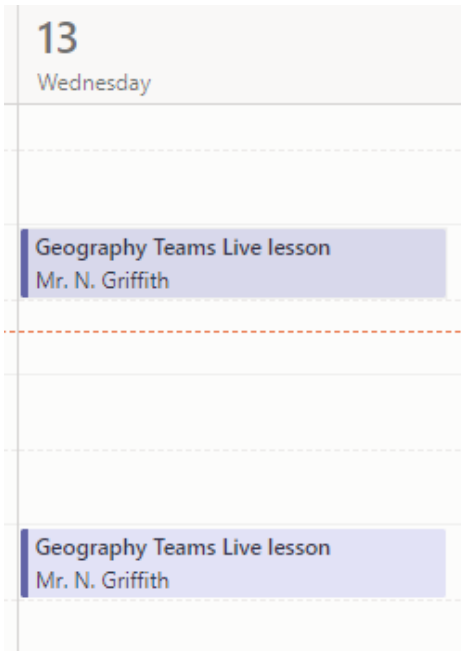 13
Wednesday
Geography Teams Live lesson
Mr. N. Griffith
Geography Teams Live lesson
Mr. N. Griffith